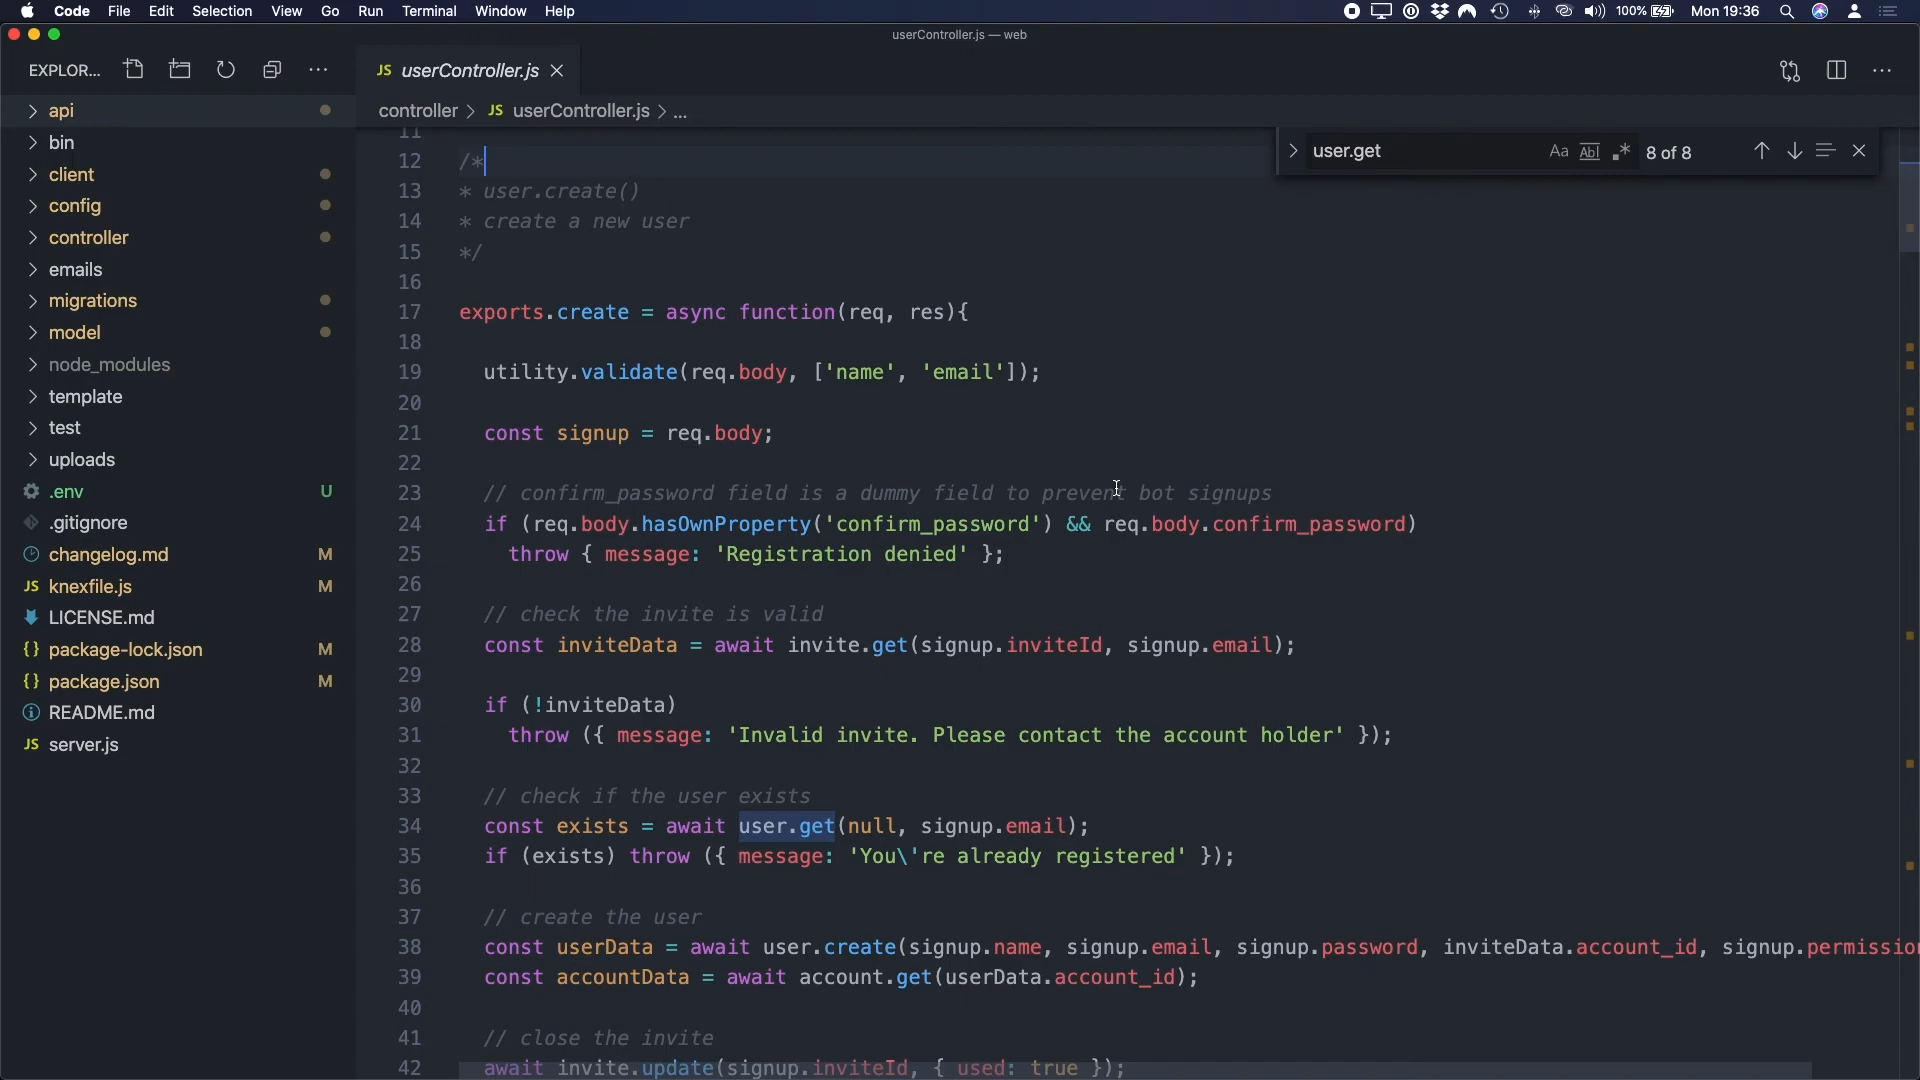 Code File Edit Selection View Go Run Terminal Window Help 100% Mon 19:36
userController.js — web
EXPLOR...
JS userController.js
controller > JS userController.js > ...
user.get Aa Abl .* 8 of 8
api
bin
client
config
controller
emails
migrations
model
node_modules
template
test
uploads
.env U
.gitignore
changelog.md M
JS knexfile.js M
LICENSE.md
{} package-lock.json M
{} package.json M
README.md
JS server.js
11
12 /*
13 * user.create()
14 * create a new user
15 */
16
17 exports.create = async function(req, res){
18
19 utility.validate(req.body, ['name', 'email']);
20
21 const signup = req.body;
22
23 // confirm_password field is a dummy field to prevent bot signups
24 if (req.body.hasOwnProperty('confirm_password') && req.body.confirm_password)
25 throw { message: 'Registration denied' };
26
27 // check the invite is valid
28 const inviteData = await invite.get(signup.inviteId, signup.email);
29
30 if (!inviteData)
31 throw ({ message: 'Invalid invite. Please contact the account holder' });
32
33 // check if the user exists
34 const exists = await user.get(null, signup.email);
35 if (exists) throw ({ message: 'You\'re already registered' });
36
37 // create the user
38 const userData = await user.create(signup.name, signup.email, signup.password, inviteData.account_id, signup.permissio
39 const accountData = await account.get(userData.account_id);
40
41 // close the invite
42 await invite.update(signup.inviteId, { used: true });